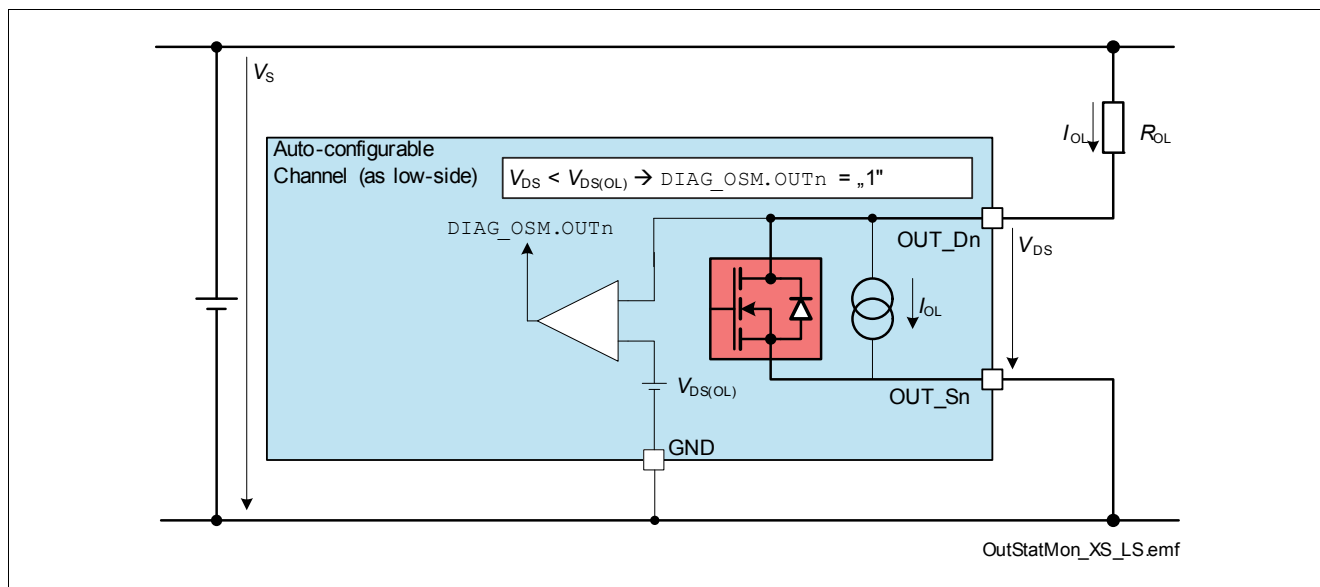 VS
IOL ROL
Auto-configurable
Channel (as low-side)
VDS < VDS(OL) → DIAG_OSM.OUTn = „1"
DIAG_OSM.OUTn
OUT_Dn
VDS
IOL
VDS(OL)
OUT_Sn
GND
OutStatMon_XS_LS.emf